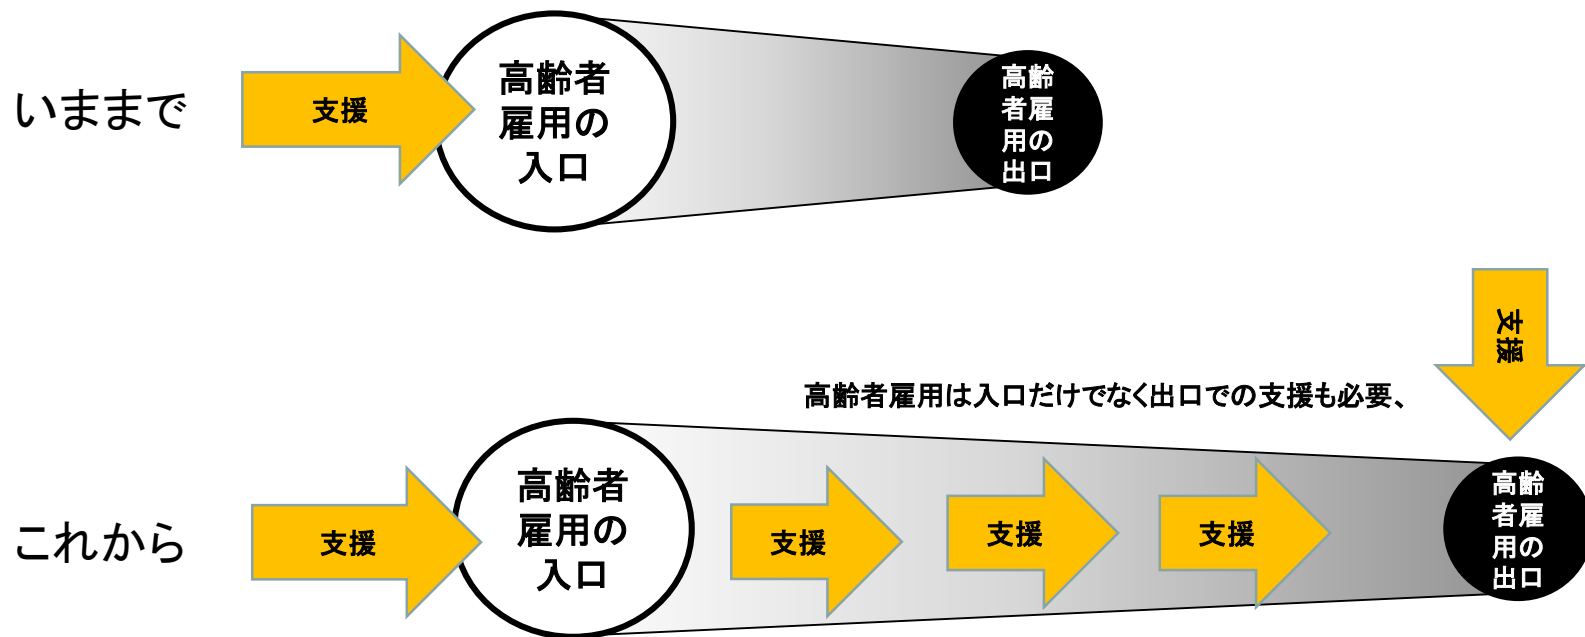 いままで
支援
高齢者
雇用の
入口
高齢
者雇
用の
出口
支援
高齢者雇用は入口だけでなく出口での支援も必要、
これから
支援
高齢者
雇用の
入口
支援
支援
支援
高齢
者雇
用の
出口